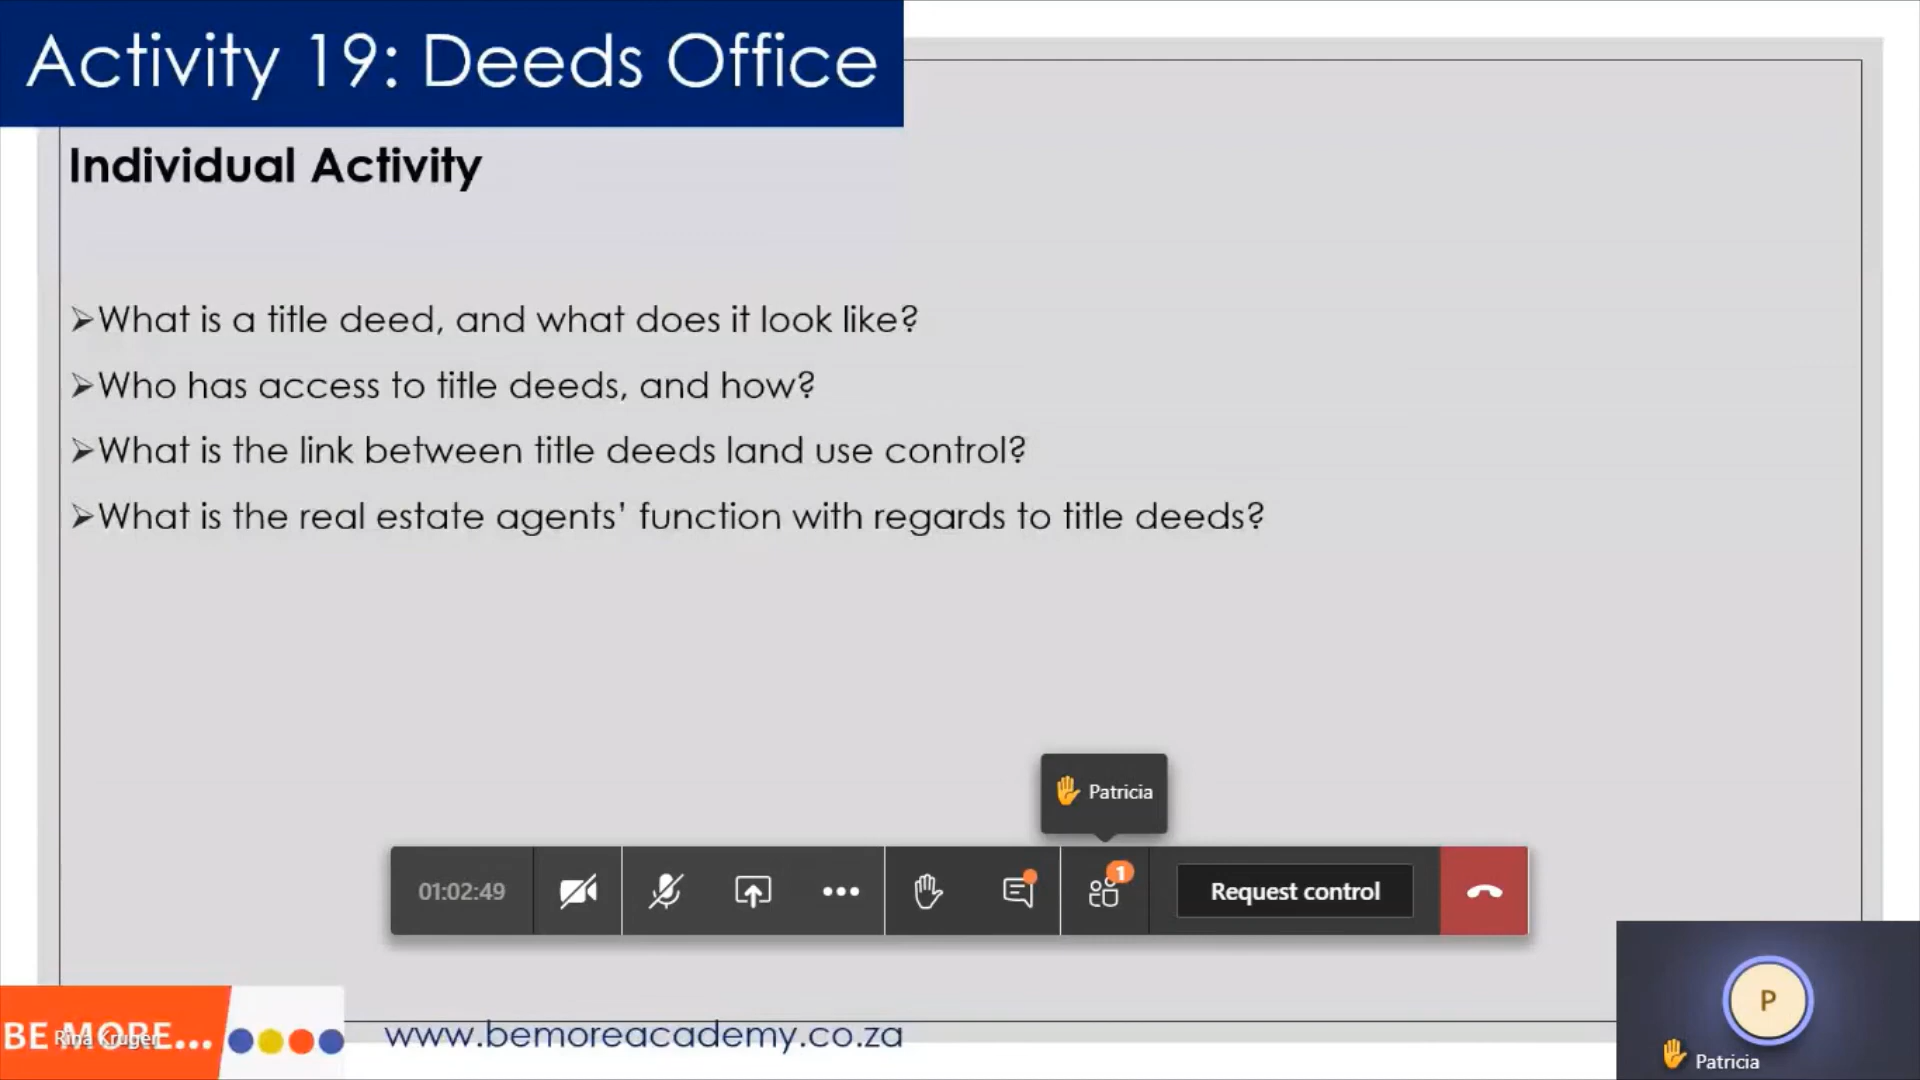 Activity 19: Deeds Office
Individual Activity
➢What is a title deed, and what does it look like?
➢Who has access to title deeds, and how?
➢What is the link between title deeds land use control?
➢What is the real estate agents’ function with regards to title deeds?
Patricia
01:02:49
1
Request control
P
Patricia
BE MORE...
Rina Kruger
www.bemoreacademy.co.za